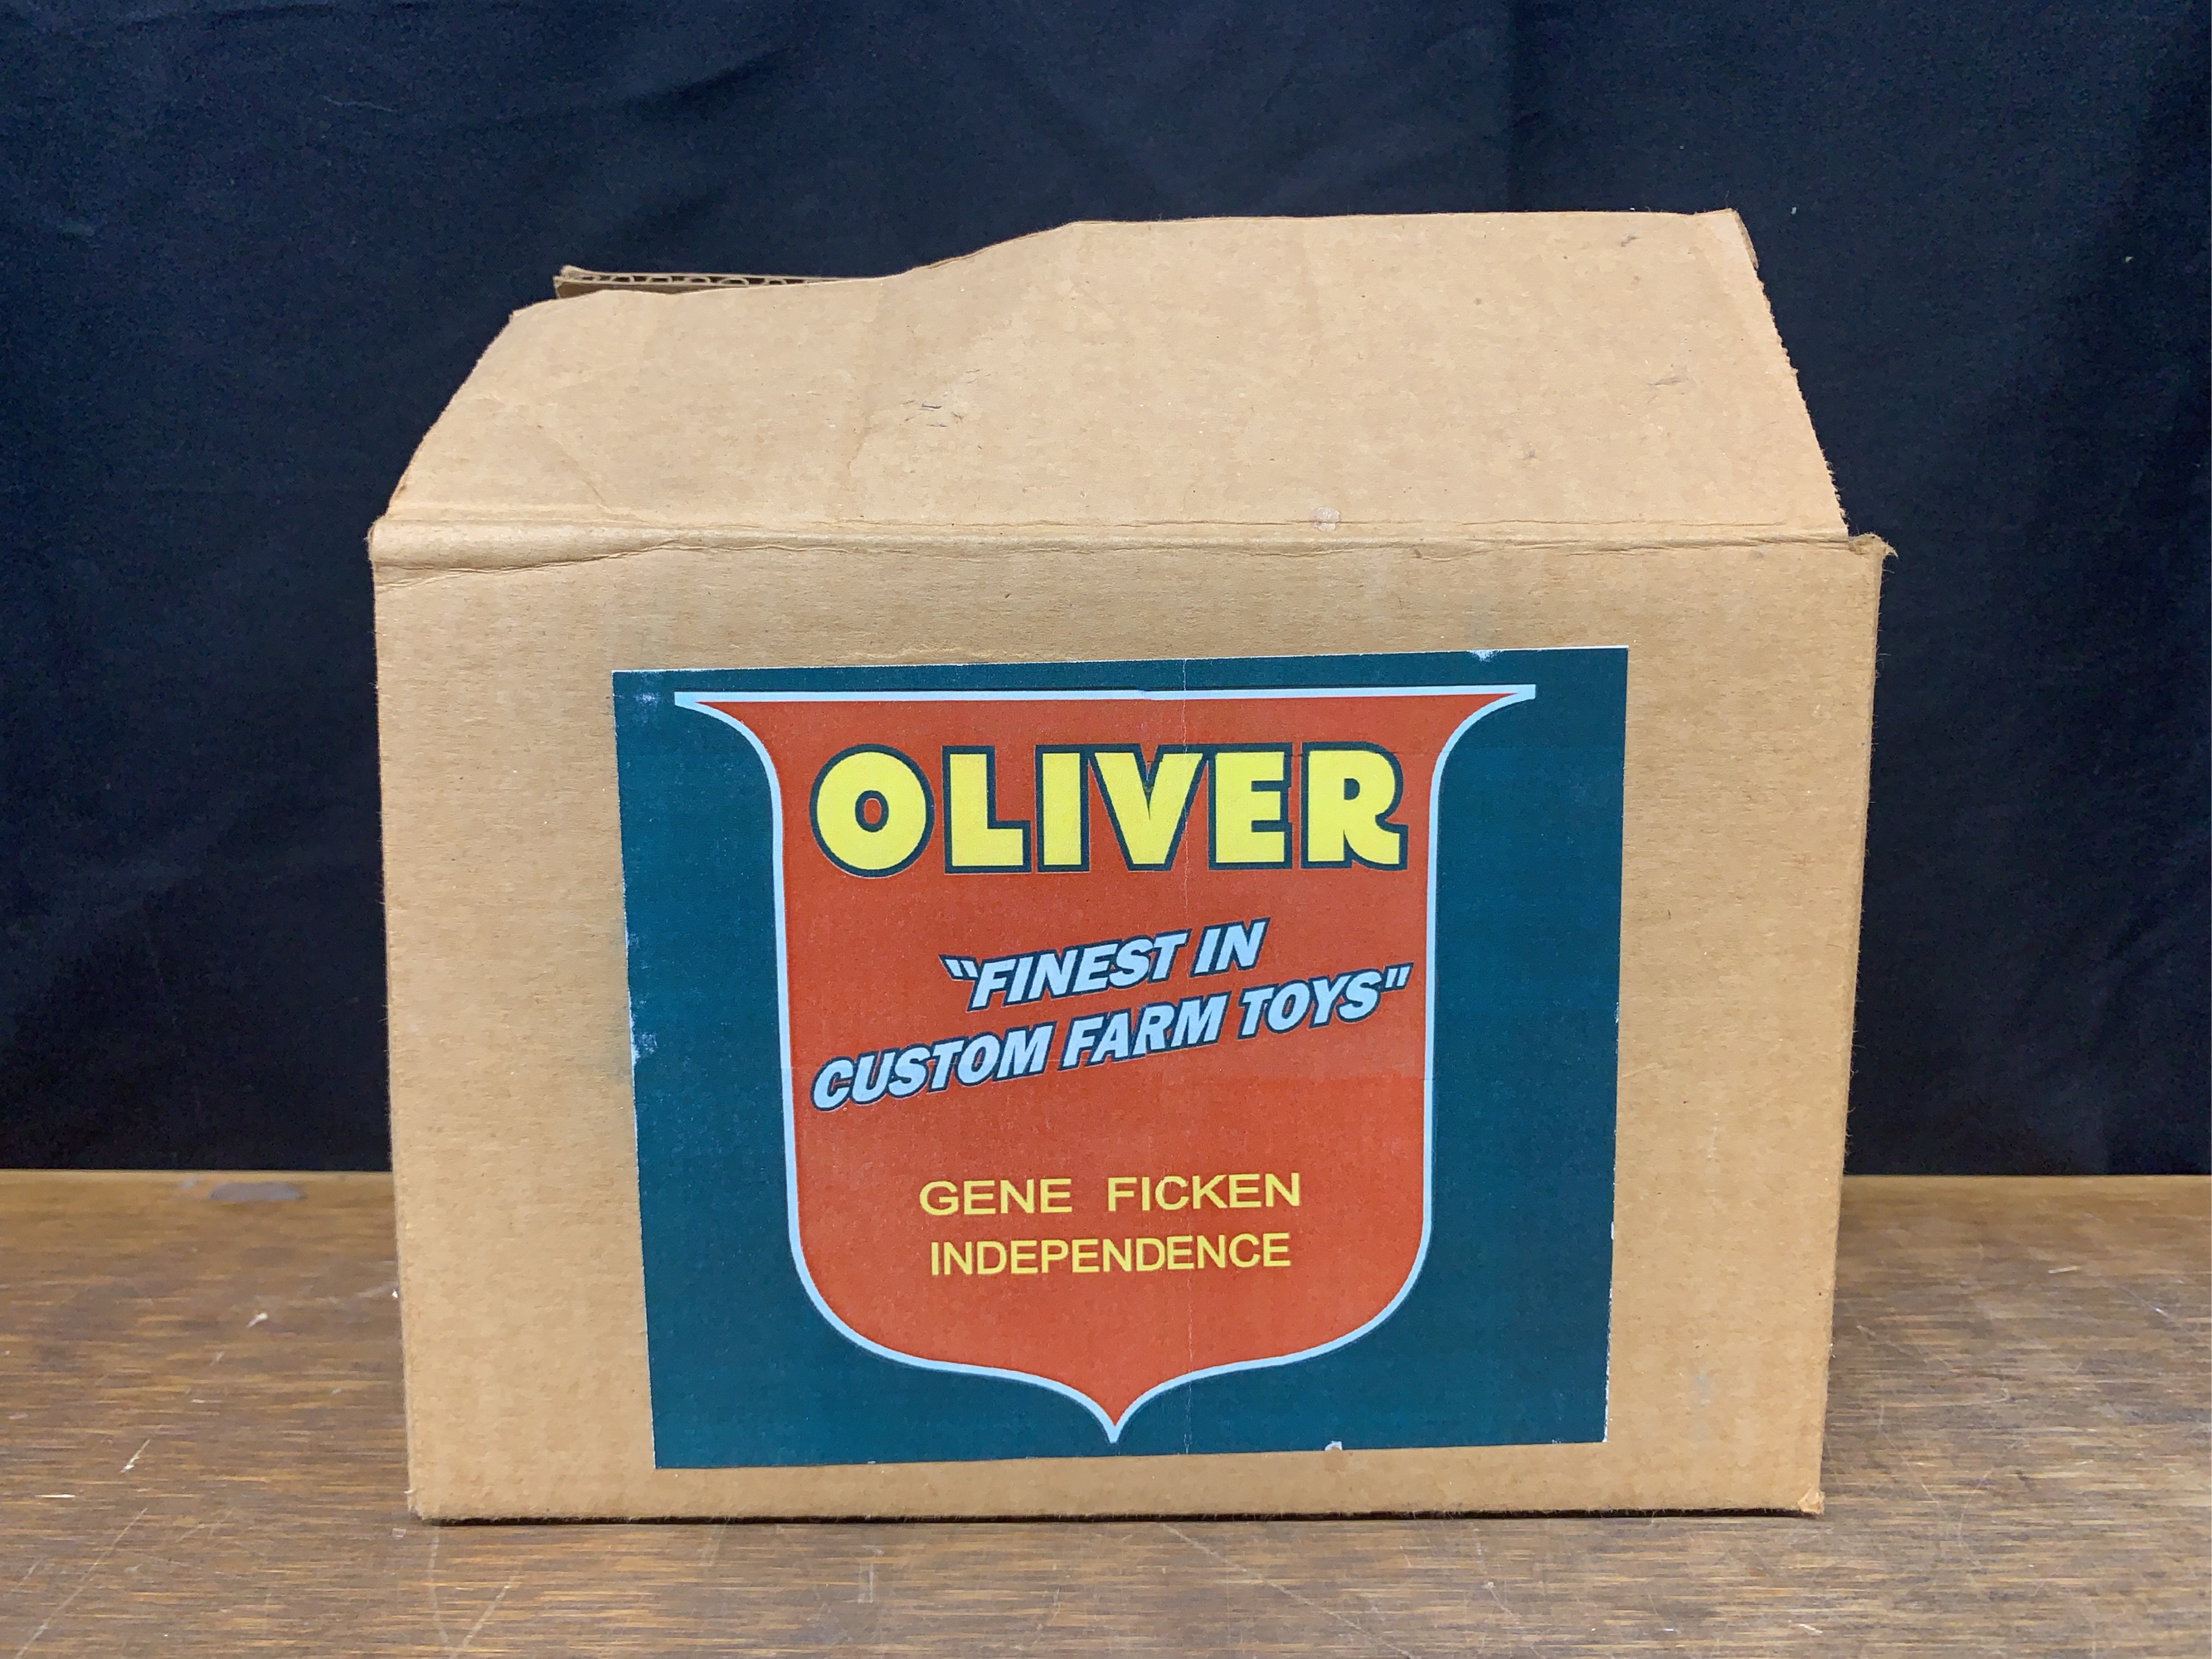 OLIVER
"FINEST IN
CUSTOM FARM TOYS"
GENE FICKEN
INDEPENDENCE